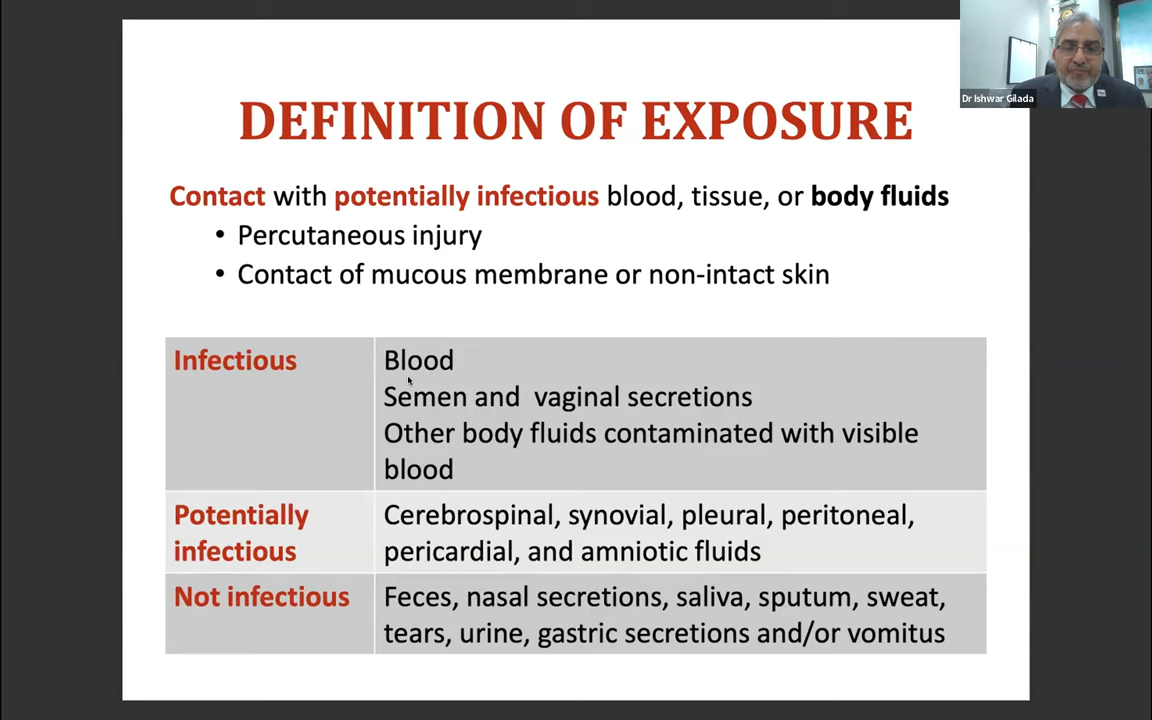 Dr Ishwar Gilada
DEFINITION OF EXPOSURE
Contact with potentially infectious blood, tissue, or body fluids
• Percutaneous injury
• Contact of mucous membrane or non-intact skin
Infectious
Blood
Semen and vaginal secretions
Other body fluids contaminated with visible
blood
Potentially
infectious
Cerebrospinal, synovial, pleural, peritoneal,
pericardial, and amniotic fluids
Not infectious
Feces, nasal secretions, saliva, sputum, sweat,
tears, urine, gastric secretions and/or vomitus